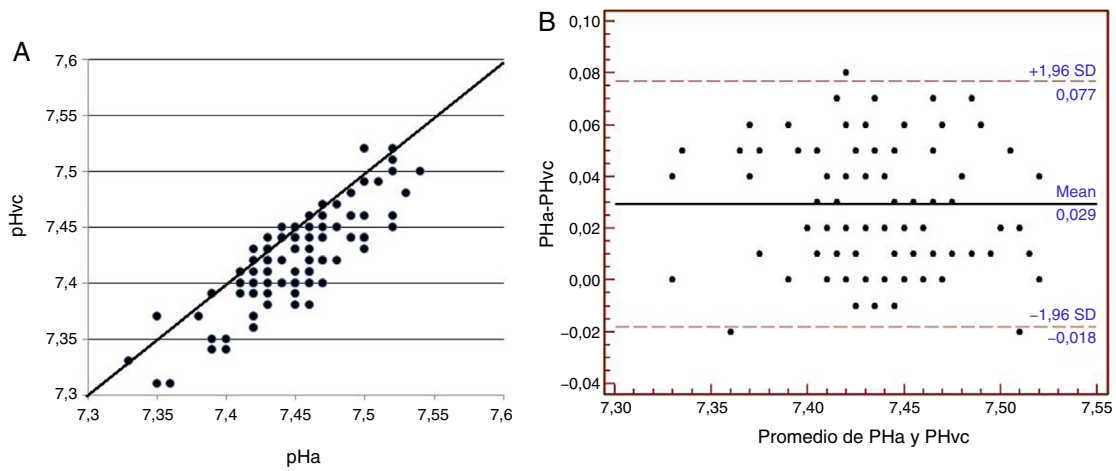 A
7,6
7,55
7,5
7,45
7,4
7,35
7,3
pHvc
7,3 7,35 7,4 7,45 7,5 7,55 7,6
pHa
B
0,10
0,08
0,06
0,04
0,02
0,00
−0,02
−0,04
PHa-PHvc
+1,96 SD
0,077
Mean
0,029
−1,96 SD
−0,018
7,30 7,35 7,40 7,45 7,50 7,55
Promedio de PHa y PHvc